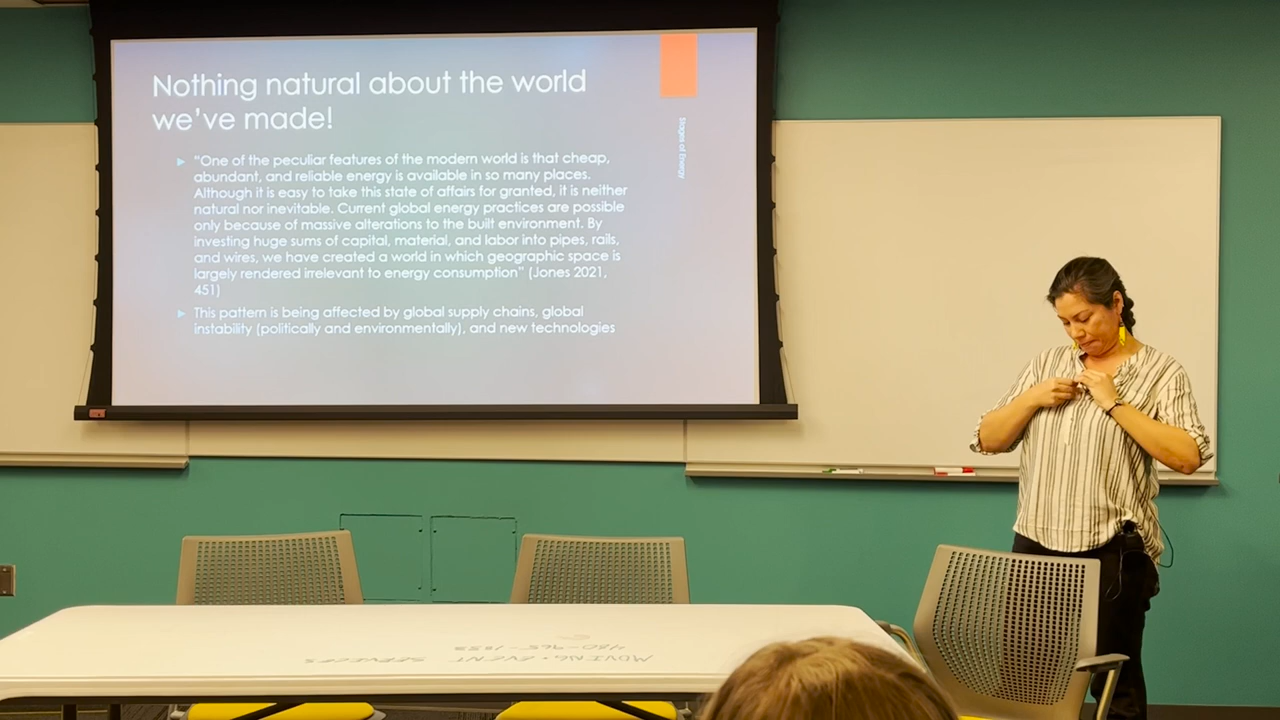 Nothing natural about the world
we've made!
"One of the peculiar features of the modern world is that cheap,
abundant, and reliable energy is available in so many places.
Although it is easy to take this state of affairs for granted, it is neither
natural nor inevitable. Current global energy practices are possible
only because of massive alterations to the built environment. By
investing huge sums of capital, material, and labor into pipes, rails,
and wires, we have created a world in which geographic space is
largely rendered irrelevant to energy consumption" (Jones 2021,
451)
This pattern is being affected by global supply chains, global
instability (politically and environmentally), and new technologies
Stages of Energy
MOVING · EVENT SERVICES